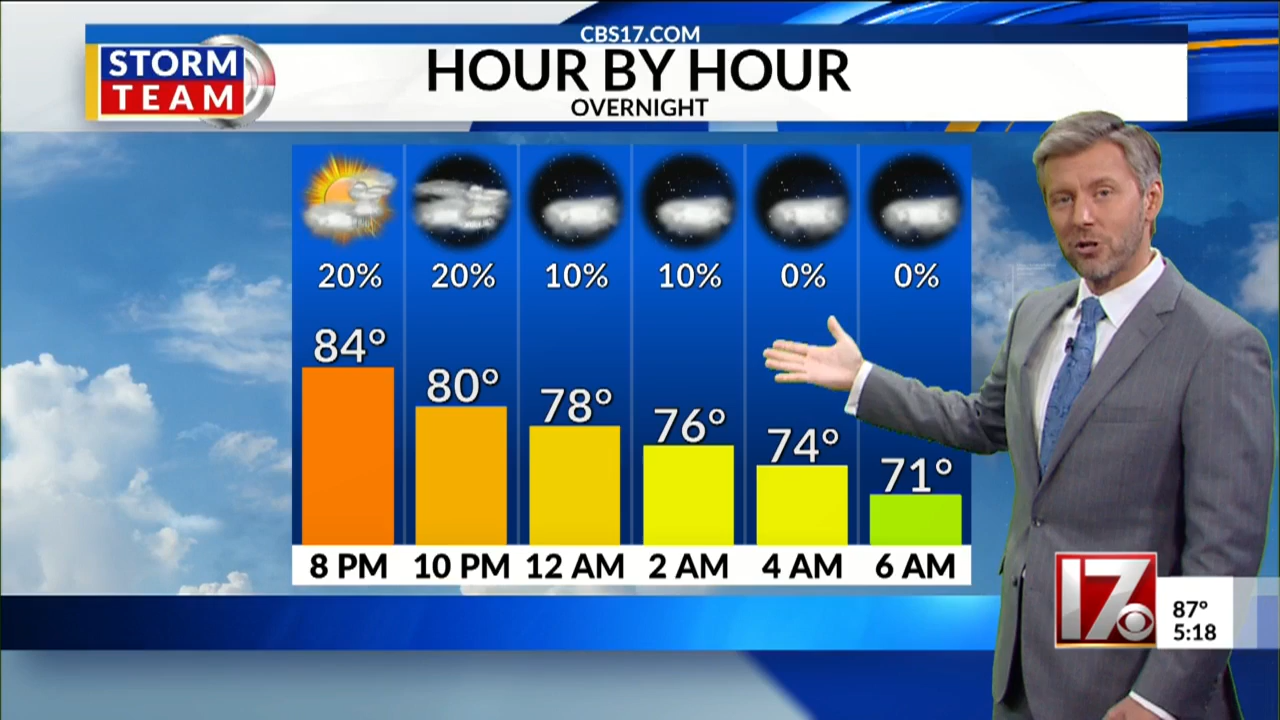 CBS17.COM
STORM
TEAM
HOUR BY HOUR
OVERNIGHT
20% 20% 10% 10% 0% 0%
84° 80° 78° 76° 74° 71°
8 PM 10 PM 12 AM 2 AM 4 AM 6 AM
17
87°
5:18